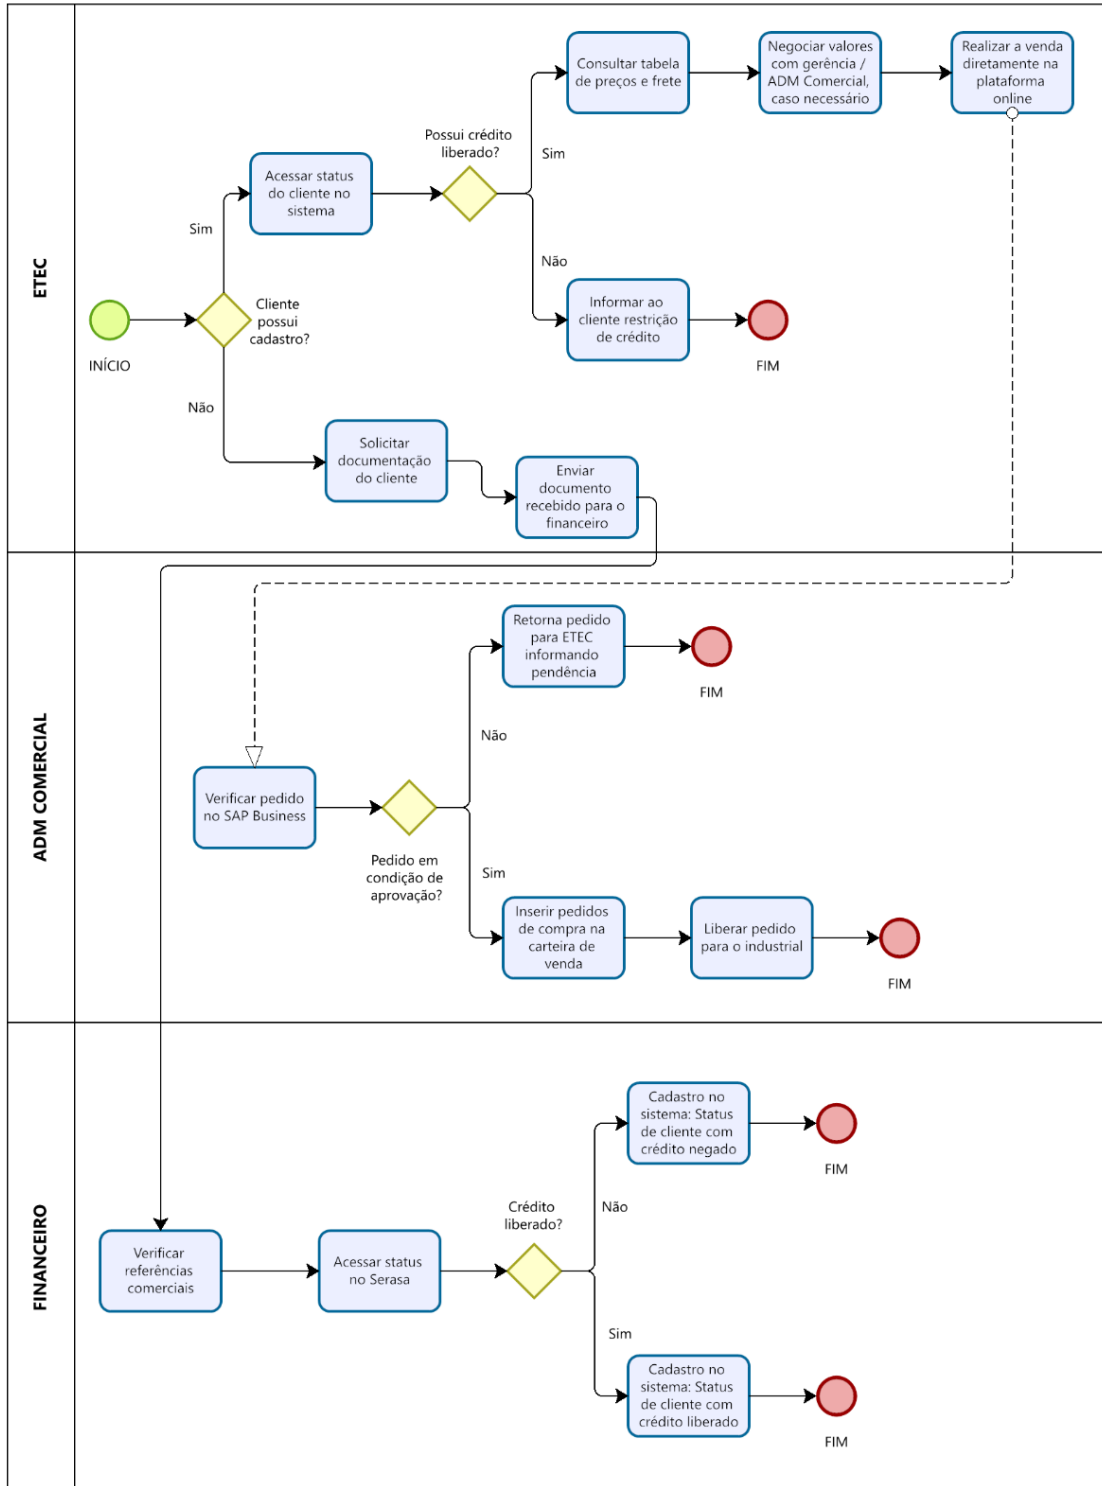 ETEC
Consultar tabela
de preços e frete
Negociar valores
com gerência /
ADM Comercial,
caso necessário
Realizar a venda
diretamente na
plataforma
online
Possui crédito
liberado?
Sim
Acessar status
do cliente no
sistema
Sim
Não
Cliente
possui
cadastro?
INÍCIO
Informar ao
cliente restrição
de crédito
FIM
Não
Solicitar
documentação
do cliente
Enviar
documento
recebido para o
financeiro
ADM COMERCIAL
Retorna pedido
para ETEC
informando
pendência
FIM
Não
Verificar pedido
no SAP Business
Pedido em
condição de
aprovação?
Sim
Inserir pedidos
de compra na
carteira de
venda
Liberar pedido
para o industrial
FIM
FINANCEIRO
Cadastro no
sistema: Status
de cliente com
crédito negado
FIM
Crédito
liberado?
Não
Verificar
referências
comerciais
Acessar status
no Serasa
Sim
Cadastro no
sistema: Status
de cliente com
crédito liberado
FIM